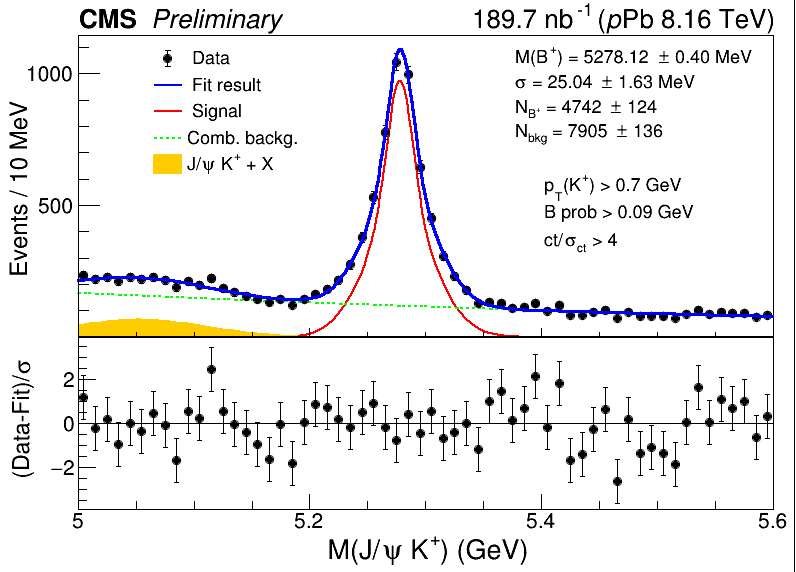 CMS Preliminary 189.7 nb⁻¹ (pPb 8.16 TeV)
Data
Fit result
Signal
Comb. backg.
J/ψ K⁺ + X
M(B⁺) = 5278.12 ± 0.40 MeV
σ = 25.04 ± 1.63 MeV
N_B⁺ = 4742 ± 124
N_bkg = 7905 ± 136
p_T(K⁺) > 0.7 GeV
B prob > 0.09 GeV
ct/σ_ct > 4
Events / 10 MeV
1000
500
(Data-Fit)/σ
2
0
−2
5 5.2 5.4 5.6
M(J/ψ K⁺) (GeV)